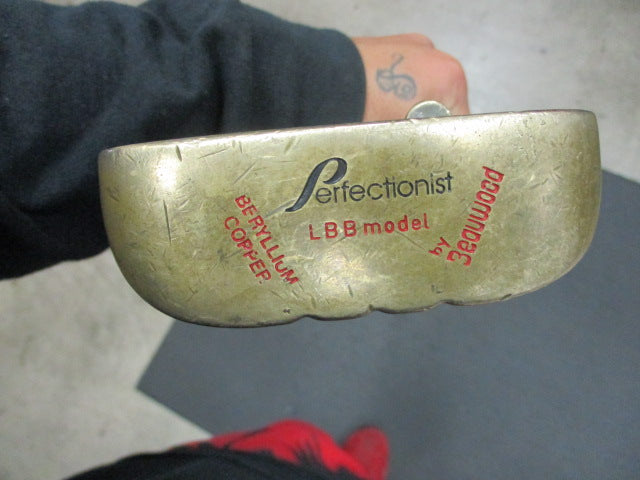 Perfectionist
LBB model
BERYLLIUM
COPPER
by
Beauwood